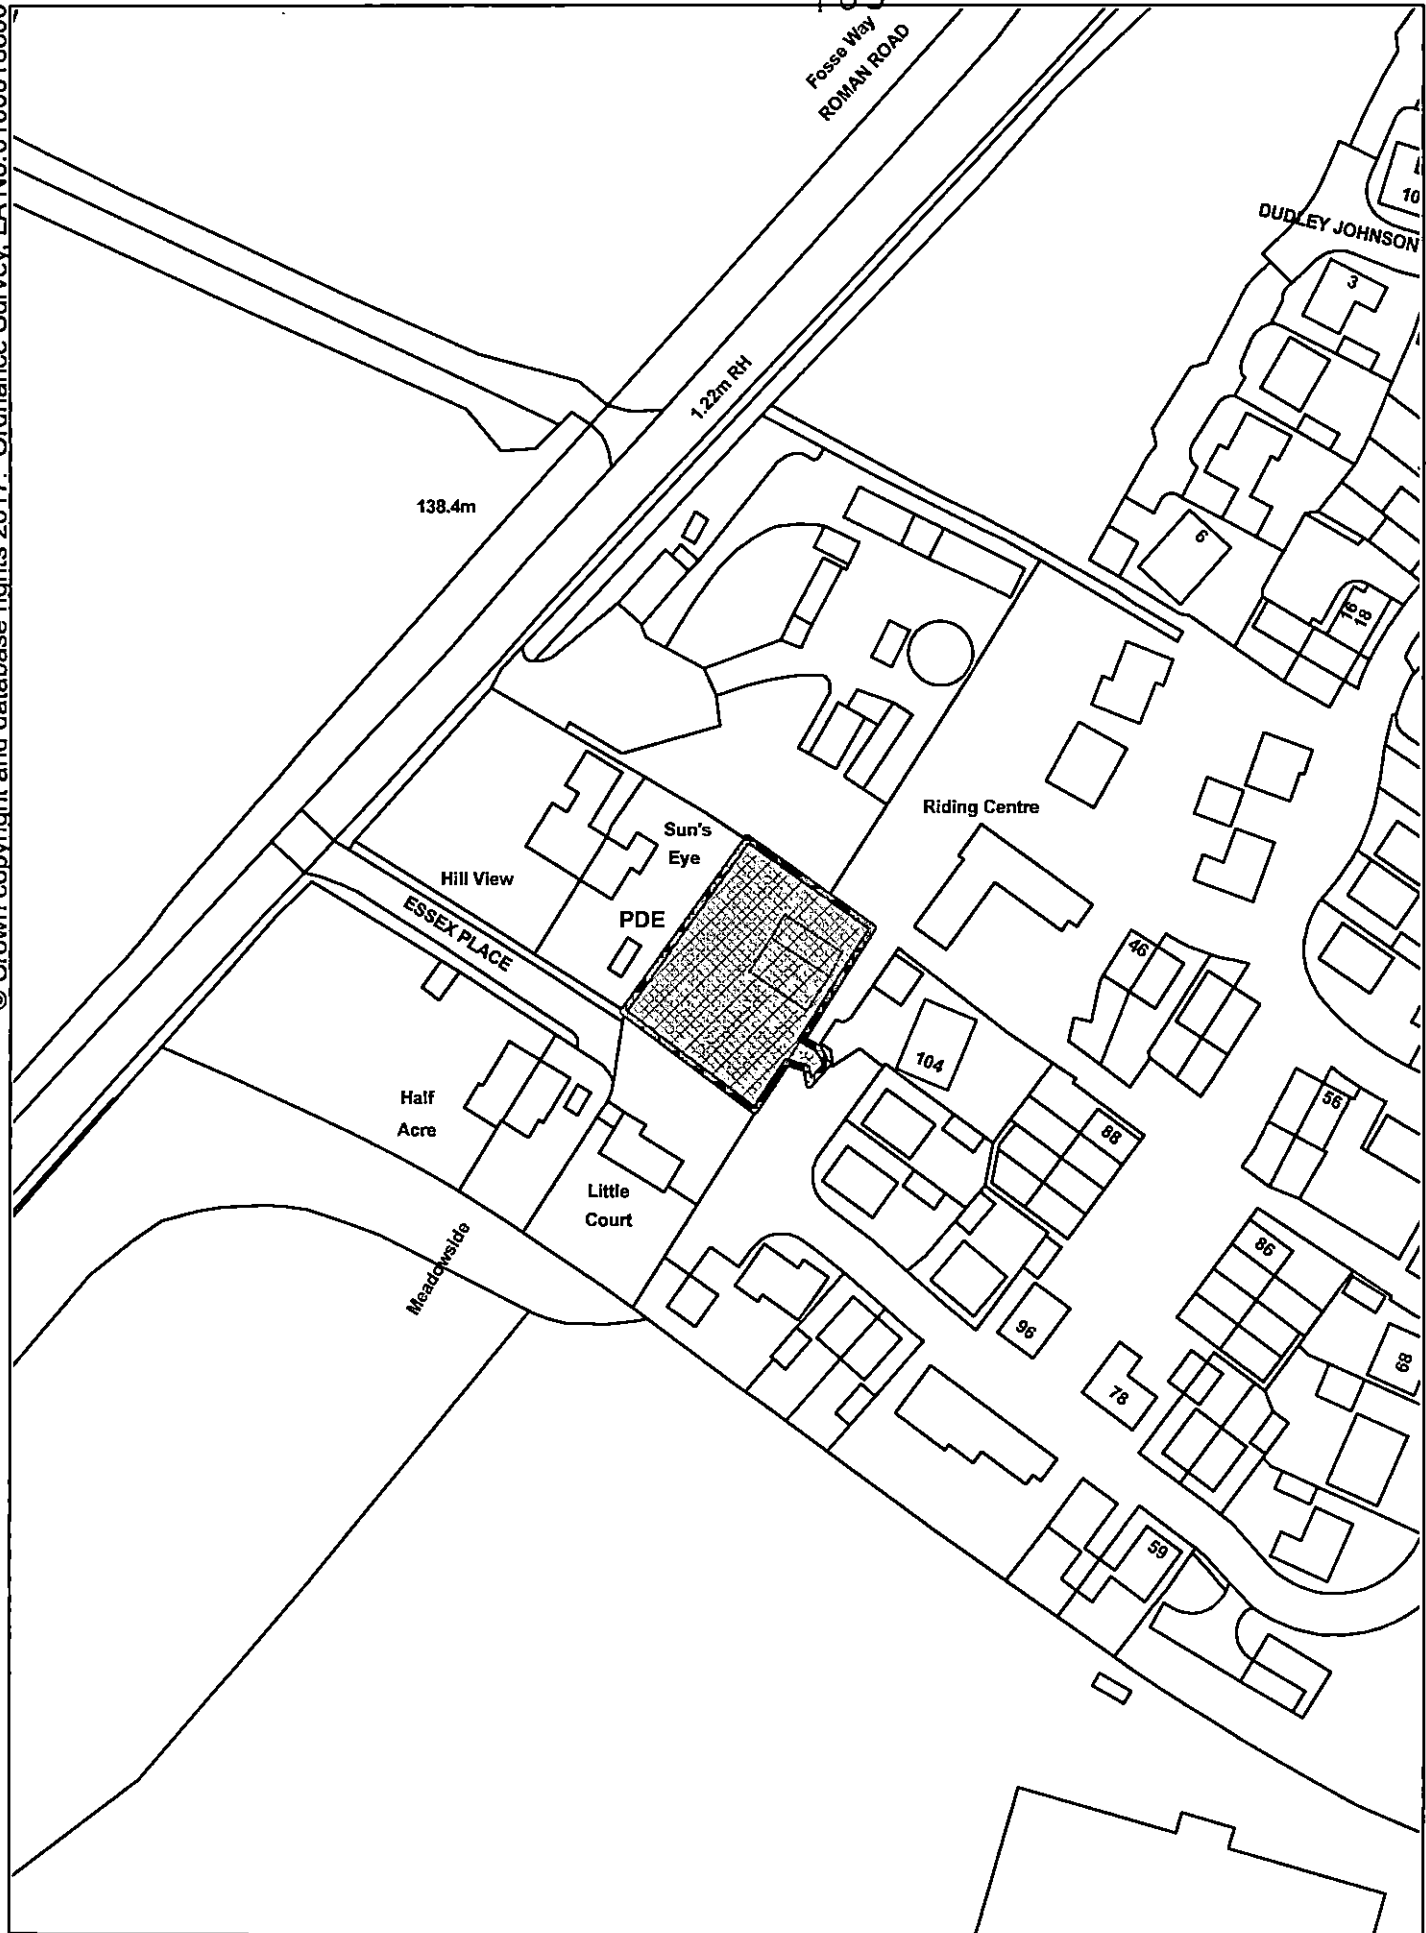 Fosse Way
ROMAN ROAD
DUDLEY JOHNSON
10
3
1.22m RH
138.4m
6
16
18
Riding Centre
Sun's
Eye
Hill View
PDE
ESSEX PLACE
46
104
Half
Acre
88
56
Little
Court
Meadowside
86
96
68
78
59